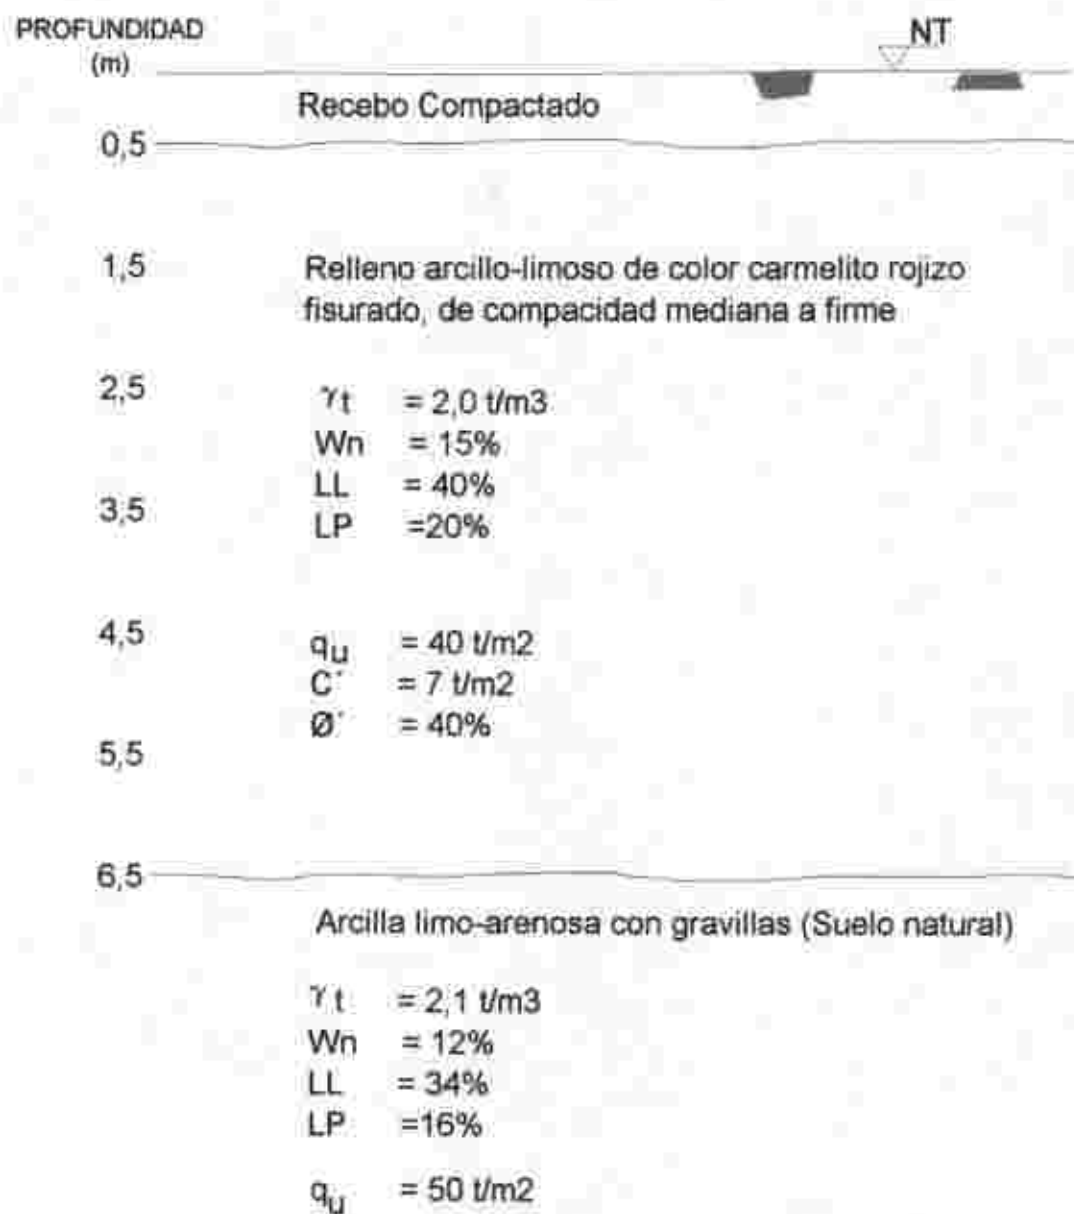 PROFUNDIDAD
(m)
NT
Recebo Compactado
0,5
1,5
Relleno arcillo-limoso de color carmelito rojizo
fisurado, de compacidad mediana a firme
2,5
γt = 2,0 t/m3
Wn = 15%
LL = 40%
3,5
LP =20%
4,5
qu = 40 t/m2
C´ = 7 t/m2
Ø´ = 40%
5,5
6,5
Arcilla limo-arenosa con gravillas (Suelo natural)
γt = 2,1 t/m3
Wn = 12%
LL = 34%
LP =16%
qu = 50 t/m2